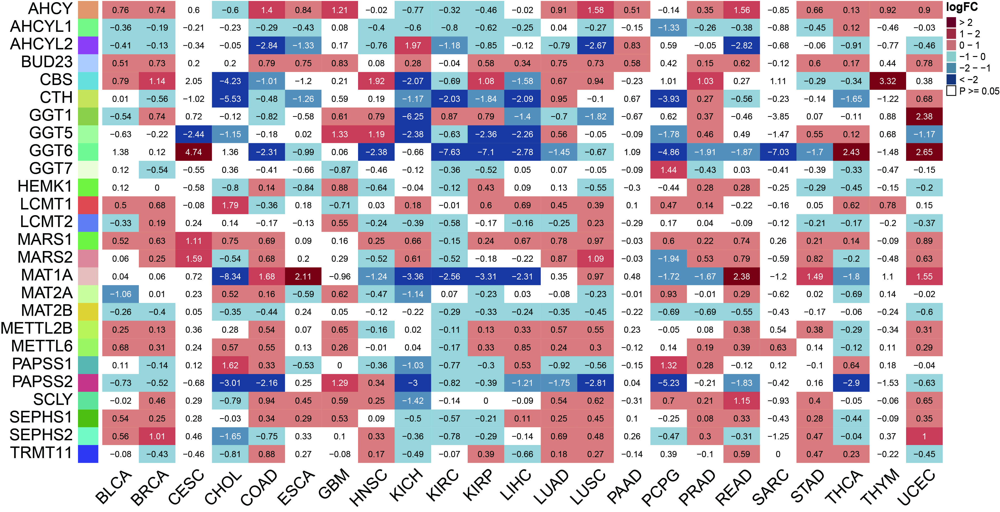 AHCY 0.76 0.74 0.6 −0.6 1.4 0.84 1.21 −0.02 −0.77 −0.32 −0.46 −0.02 0.91 1.58 0.51 −0.14 0.35 1.56 −0.85 0.66 0.13 0.92 0.9
AHCYL1 −0.36 −0.19 −0.21 −0.23 −0.29 −0.43 0.08 −0.4 −0.6 −0.8 −0.62 −0.25 0.04 −0.27 −0.15 −1.33 −0.26 −0.38 −0.88 −0.45 0.12 −0.46 −0.03
AHCYL2 −0.41 −0.13 −0.34 −0.05 −2.84 −1.33 0.17 −0.76 1.97 −1.18 −0.85 −0.12 −0.79 −2.67 0.83 0.59 −0.05 −2.82 −0.68 −0.06 −0.91 −0.77 −0.46
BUD23 0.51 0.73 0.2 0.2 0.79 0.75 0.83 0.08 0.28 −0.04 0.58 0.34 0.75 0.73 0.58 0.42 0.15 0.62 −0.12 0.6 0.17 0.44 0.78
CBS 0.79 1.14 2.05 −4.23 −1.01 −1.2 0.21 1.92 −2.07 −0.69 1.08 −1.58 0.67 0.94 −0.23 1.01 1.03 0.27 1.11 −0.29 −0.34 3.32 0.38
CTH 0.01 −0.56 −1.02 −5.53 −0.48 −1.26 0.59 0.19 −1.17 −2.03 −1.84 −2.09 0.95 −0.1 0.67 −3.93 0.27 −0.56 −0.23 −0.14 −1.65 −1.22 0.68
GGT1 −0.54 0.74 0.72 −0.12 −0.82 −0.58 0.61 0.79 −6.25 0.87 0.79 −1.4 −0.7 −1.82 −0.67 0.62 0.37 −0.46 −3.85 0.07 −0.11 0.88 2.38
GGT5 −0.63 −0.22 −2.44 −1.15 −0.18 0.02 1.33 1.19 −2.38 −0.63 −2.36 −2.26 0.56 −0.05 −0.09 −1.78 0.46 0.49 −1.47 0.55 0.12 0.68 −1.17
GGT6 1.38 0.12 4.74 1.36 −2.31 −0.99 0.06 −2.38 −0.66 −7.63 −7.1 −2.78 −1.45 −0.67 1.09 −4.86 −1.91 −1.87 −7.03 −1.7 2.43 −1.48 2.65
GGT7 0.12 −0.54 −0.55 0.36 −0.41 −0.66 −0.87 −0.46 −0.12 −0.36 −0.52 0.05 0.07 −0.05 −0.09 1.44 −0.43 0.03 −0.41 −0.39 −0.33 −0.47 −0.15
HEMK1 0.12 0 −0.58 −0.8 0.14 −0.84 0.88 −0.64 −0.04 −0.12 0.43 0.09 0.13 −0.55 −0.3 −0.44 0.28 0.28 −0.25 −0.29 −0.45 −0.15 −0.2
LCMT1 0.5 0.68 −0.08 1.79 −0.36 0.18 −0.71 0.03 0.18 −0.01 0.6 0.69 0.45 0.39 0.1 0.47 0.14 −0.22 −0.16 0.05 0.62 0.78 0.15
LCMT2 −0.33 0.19 0.24 0.14 −0.17 −0.13 0.55 −0.24 −0.39 −0.58 −0.17 −0.16 −0.25 0.23 −0.29 0.17 0.04 −0.09 −0.12 −0.21 −0.17 −0.2 −0.37
MARS1 0.52 0.63 1.11 0.75 0.69 0.09 0.16 0.25 0.66 −0.15 0.24 0.67 0.78 0.97 −0.03 0.6 0.22 0.74 0.26 0.21 0.14 −0.09 0.89
MARS2 0.06 0.25 1.59 −0.54 0.68 0.2 0.29 −0.52 0.61 −0.52 −0.18 −0.22 0.87 1.09 −0.03 −1.94 0.53 0.79 −0.59 0.82 −0.2 −0.48 0.63
MAT1A 0.04 0.06 0.72 −8.34 1.68 2.11 −0.96 −1.24 −3.36 −2.56 −3.31 −2.31 0.35 0.97 0.48 −1.72 −1.67 2.38 −1.2 1.49 −1.8 1.1 1.55
MAT2A −1.06 0.01 0.23 0.52 0.16 −0.59 0.62 −0.47 −1.14 0.07 −0.23 0.03 −0.08 −0.23 −0.01 0.93 −0.01 0.29 −0.62 0.02 −0.69 0.14 −0.02
MAT2B −0.26 −0.4 0.05 −0.35 −0.44 0.24 0.05 −0.12 −0.22 −0.29 −0.33 −0.24 −0.35 −0.45 −0.22 −0.69 −0.69 −0.55 −0.43 −0.17 −0.06 −0.24 −0.6
METTL2B 0.25 0.13 0.36 0.28 0.54 0.07 0.65 −0.16 0.02 −0.11 0.13 0.33 0.57 0.55 0.23 −0.05 0.08 0.38 0.54 0.38 −0.29 −0.34 0.31
METTL6 0.68 0.31 0.24 0.57 0.55 0.13 0.26 −0.01 0.04 −0.17 0.33 0.85 0.24 0.3 −0.12 0.14 0.19 0.39 0.63 0.14 −0.12 0.11 0.29
PAPSS1 0.11 −0.14 0.12 1.62 0.33 −0.53 0 −0.36 −1.03 −0.77 −0.3 0.53 −0.92 −0.56 −0.15 1.32 0.28 −0.12 0.12 −0.1 0.64 0.18 −0.04
PAPSS2 −0.73 −0.52 −0.68 −3.01 −2.16 0.25 1.29 0.34 −3 −0.82 −0.39 −1.21 −1.75 −2.81 0.04 −5.23 −0.21 −1.83 −0.42 0.16 −2.9 −1.53 −0.63
SCLY −0.02 0.46 0.29 −0.79 0.94 0.45 0.59 0.25 −1.42 −0.14 0 −0.09 0.54 0.62 −0.31 0.7 0.21 1.15 −0.93 0.4 −0.05 −0.06 0.65
SEPHS1 0.54 0.25 0.28 −0.03 0.34 0.29 0.53 0.09 −0.5 −0.57 −0.21 0.11 0.25 0.45 0.1 −0.25 0.08 0.33 −0.43 0.28 −0.44 −0.09 0.35
SEPHS2 0.56 1.01 0.46 −1.65 −0.75 0.33 0.1 0.33 −0.36 −0.78 −0.29 −0.14 0.69 0.48 0.26 −0.47 0.3 −0.31 −1.25 0.47 −0.04 0.37 1
TRMT11 −0.08 −0.43 −0.46 −0.81 0.88 0.27 −0.08 0.17 −0.49 −0.07 0.39 −0.66 0.18 0.27 −0.14 0.39 −0.1 0.59 0 0.47 0.23 −0.22 −0.45
BLCA BRCA CESC CHOL COAD ESCA GBM HNSC KICH KIRC KIRP LIHC LUAD LUSC PAAD PCPG PRAD READ SARC STAD THCA THYM UCEC
logFC
> 2
1 − 2
0 − 1
−1 − 0
−2 − −1
< −2
P >= 0.05